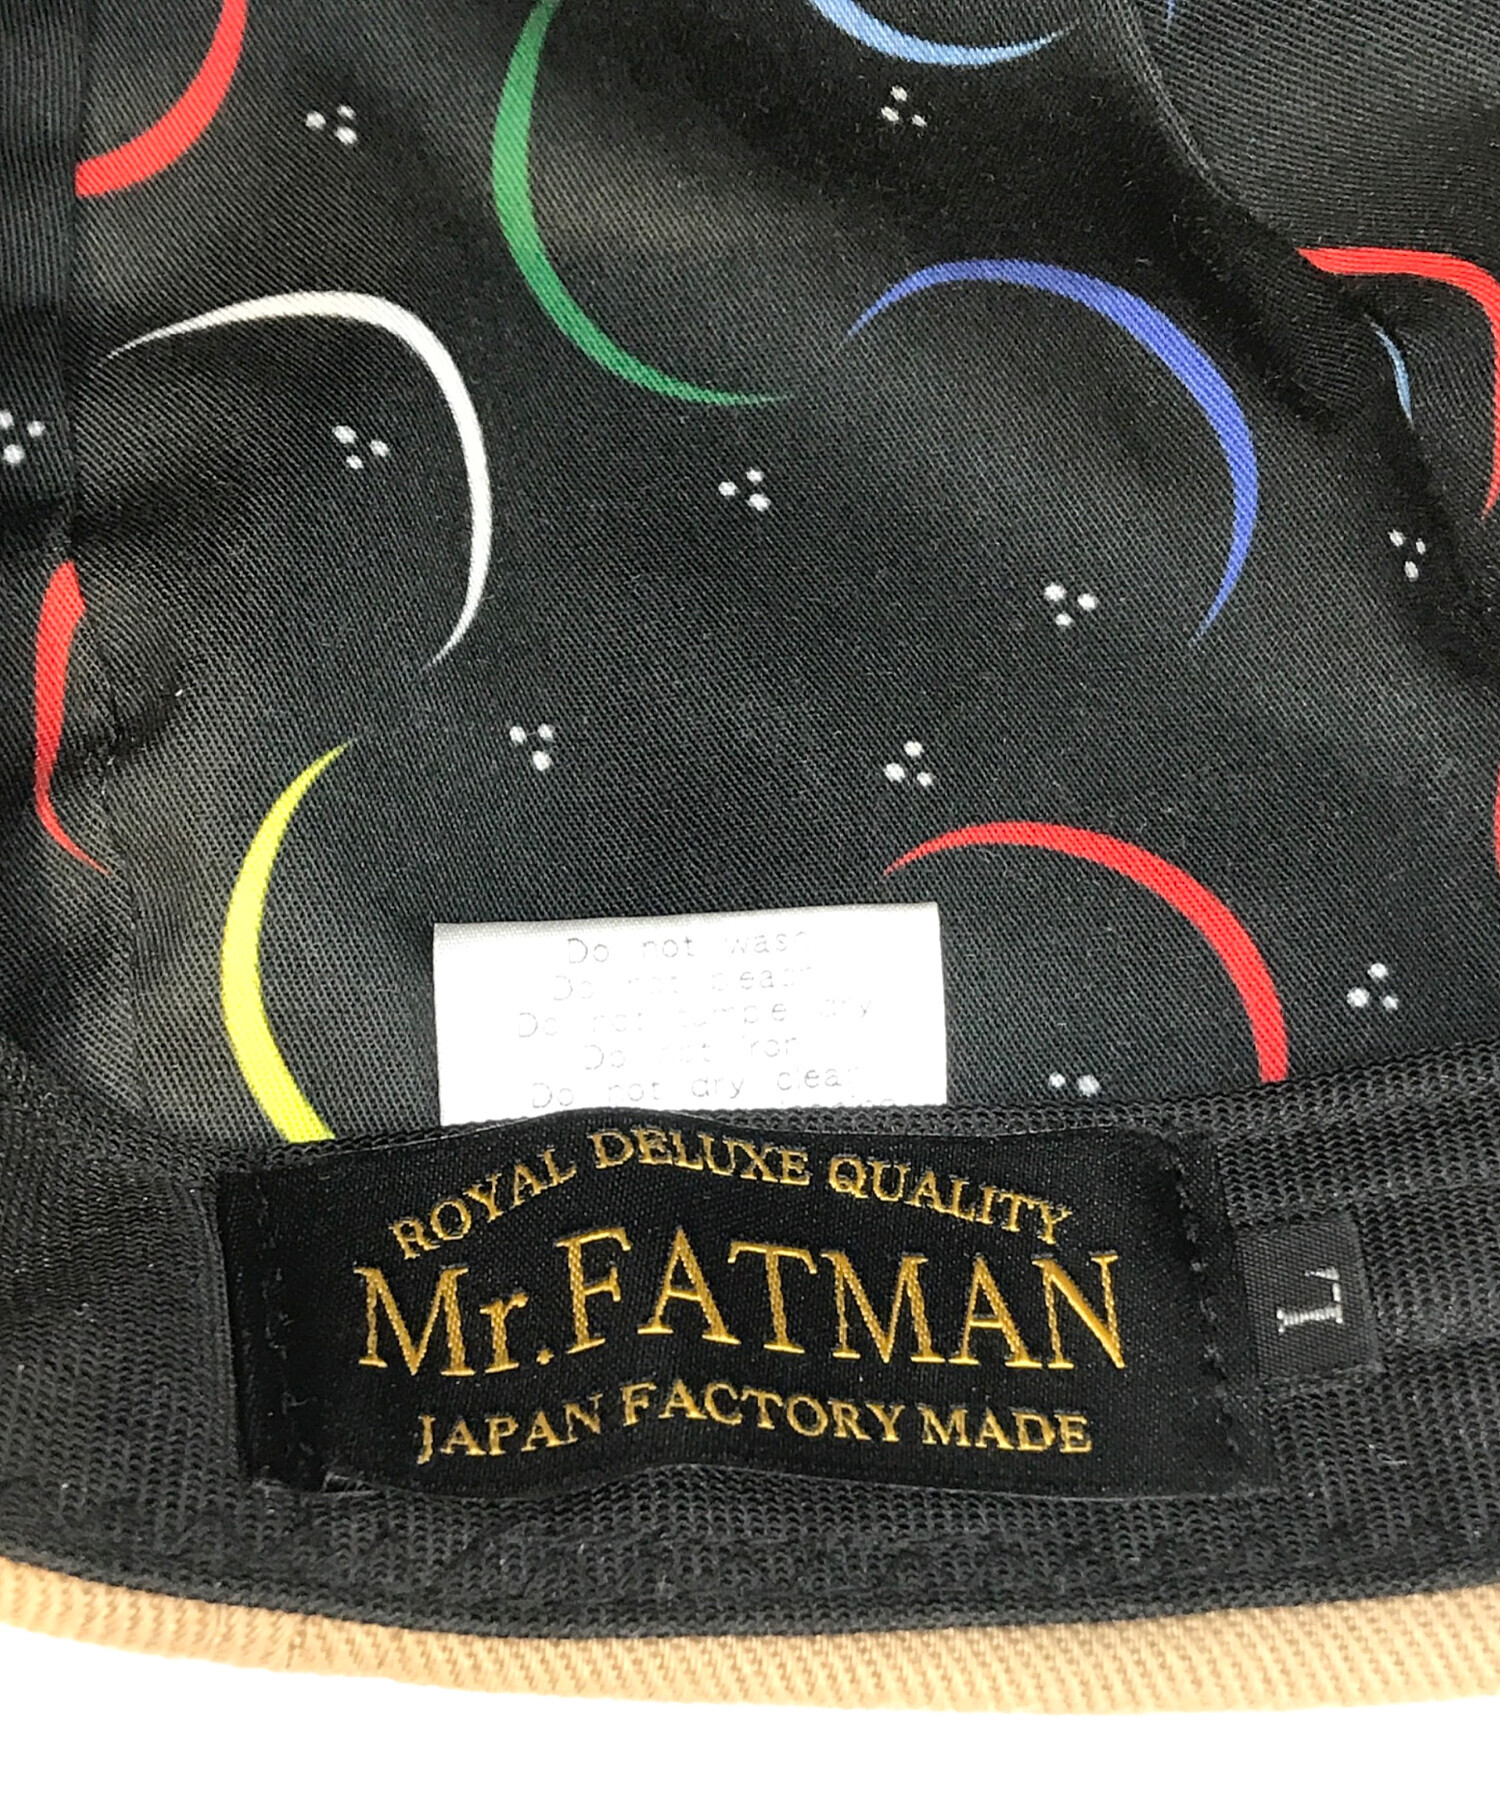 Do not wash
Do not bleach
Do not tumble dry
Do not iron
Do not dry clean
ROYAL DELUXE QUALITY
Mr.FATMAN
JAPAN FACTORY MADE
L